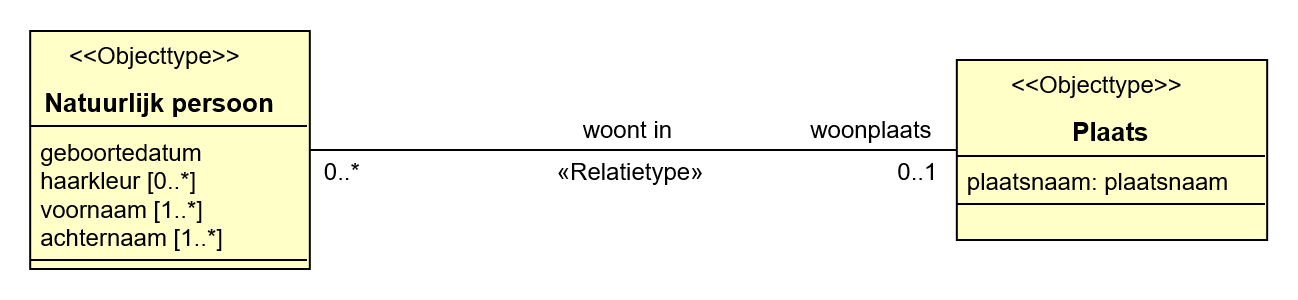 <<Objecttype>>
Natuurlijk persoon
geboortedatum
haarkleur [0..*]
voornaam [1..*]
achternaam [1..*]
woont in
woonplaats
0..*
«Relatietype»
0..1
<<Objecttype>>
Plaats
plaatsnaam: plaatsnaam